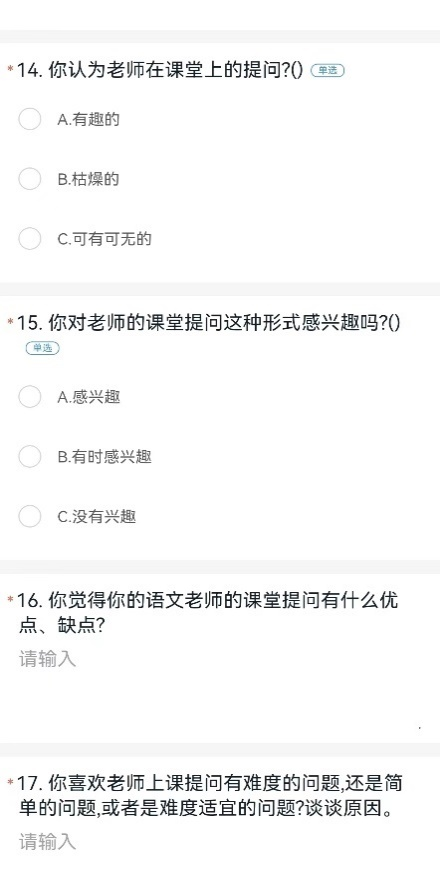 *14. 你认为老师在课堂上的提问?() 单选
A.有趣的
B.枯燥的
C.可有可无的
*15. 你对老师的课堂提问这种形式感兴趣吗?()
单选
A.感兴趣
B.有时感兴趣
C.没有兴趣
*16. 你觉得你的语文老师的课堂提问有什么优
点、缺点?
请输入
*17. 你喜欢老师上课提问有难度的问题,还是简
单的问题,或者是难度适宜的问题?谈谈原因。
请输入